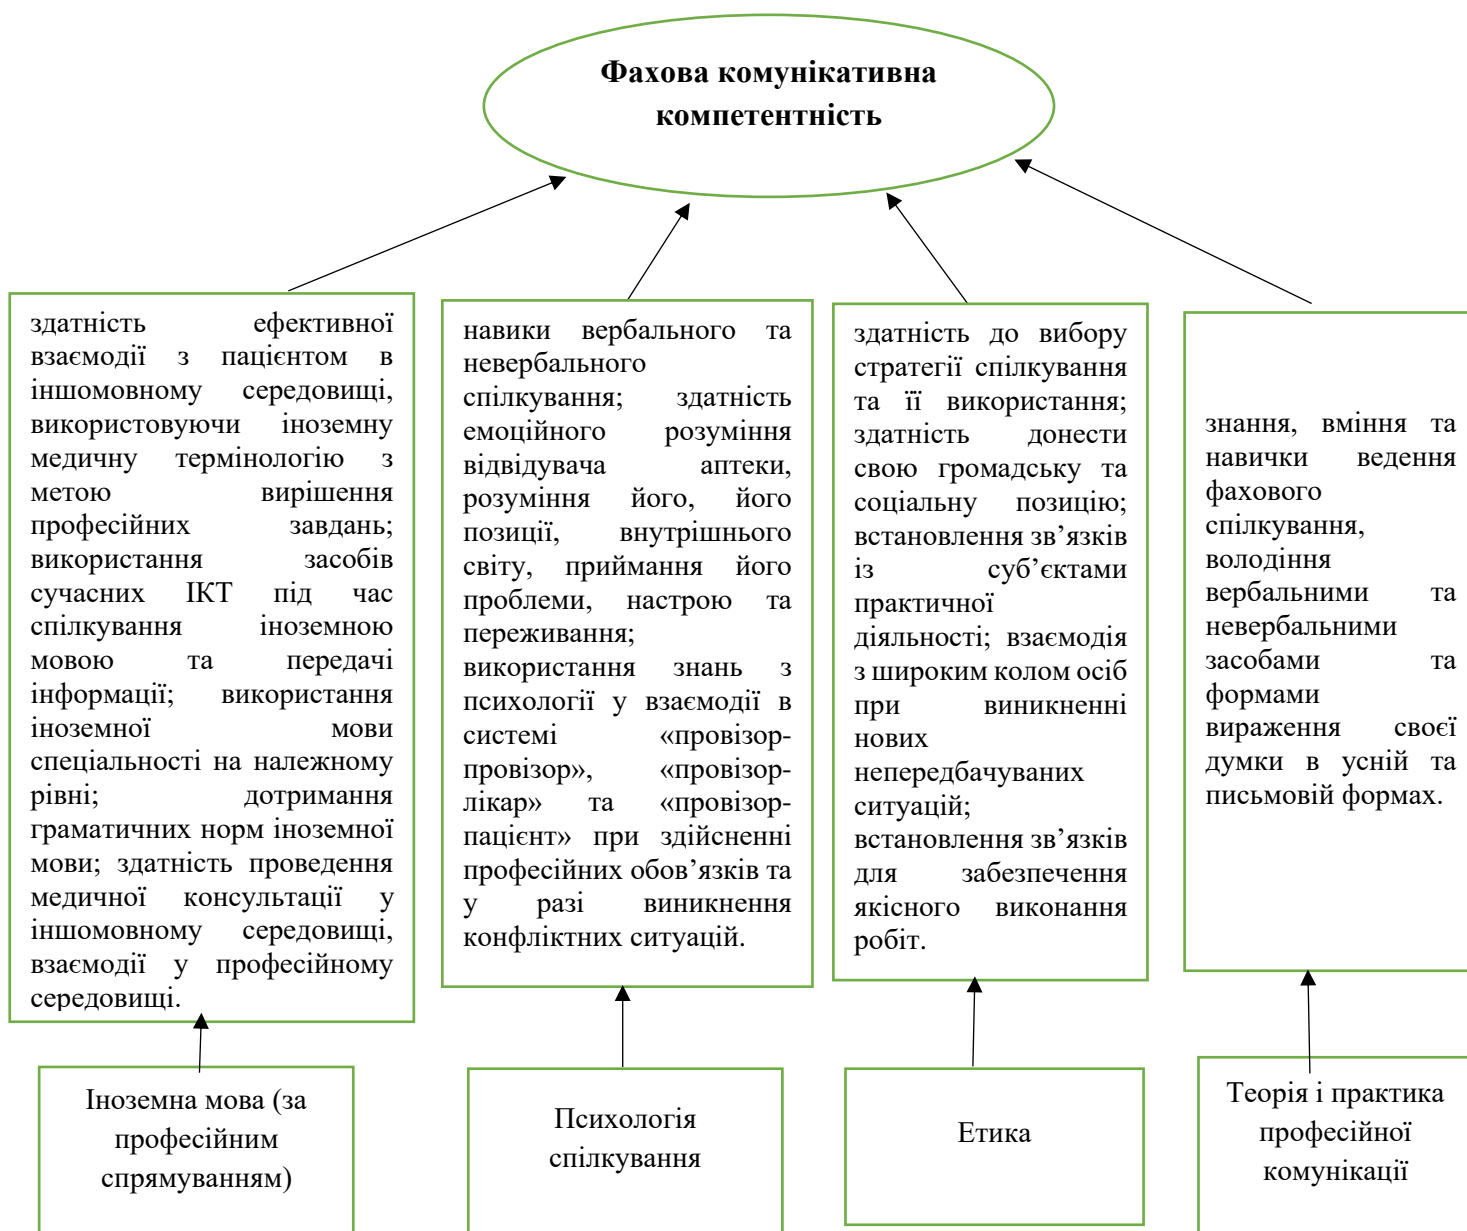 Фахова комунікативна
компетентність
здатність ефективної
взаємодії з пацієнтом в
іншомовному середовищі,
використовуючи іноземну
медичну термінологію з
метою вирішення
професійних завдань;
використання засобів
сучасних ІКТ під час
спілкування іноземною
мовою та передачі
інформації; використання
іноземної мови
спеціальності на належному
рівні; дотримання
граматичних норм іноземної
мови; здатність проведення
медичної консультації у
іншомовному середовищі,
взаємодії у професійному
середовищі.
навики вербального та
невербального
спілкування; здатність
емоційного розуміння
відвідувача аптеки,
розуміння його, його
позиції, внутрішнього
світу, приймання його
проблеми, настрою та
переживання;
використання знань з
психології у взаємодії в
системі «провізор-
провізор», «провізор-
лікар» та «провізор-
пацієнт» при здійсненні
професійних обов’язків та
у разі виникнення
конфліктних ситуацій.
здатність до вибору
стратегії спілкування
та її використання;
здатність донести
свою громадську та
соціальну позицію;
встановлення зв’язків
із суб’єктами
практичної
діяльності; взаємодія
з широким колом осіб
при виникненні
нових
непередбачуваних
ситуацій;
встановлення зв’язків
для забезпечення
якісного виконання
робіт.
знання, вміння та
навички ведення
фахового
спілкування,
володіння
вербальними та
невербальними
засобами та
формами
вираження своєї
думки в усній та
письмовій формах.
Іноземна мова (за
професійним
спрямуванням)
Психологія
спілкування
Етика
Теорія і практика
професійної
комунікації